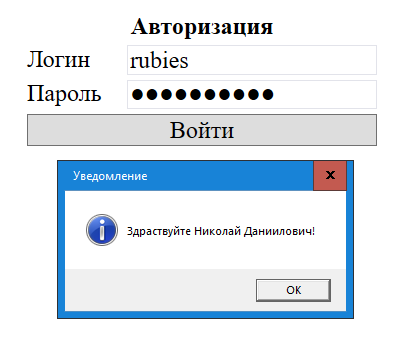 Авторизация
Логин rubies
Пароль ●●●●●●●●●●
Войти
Уведомление x
Здраствуйте Николай Даниилович!
OK